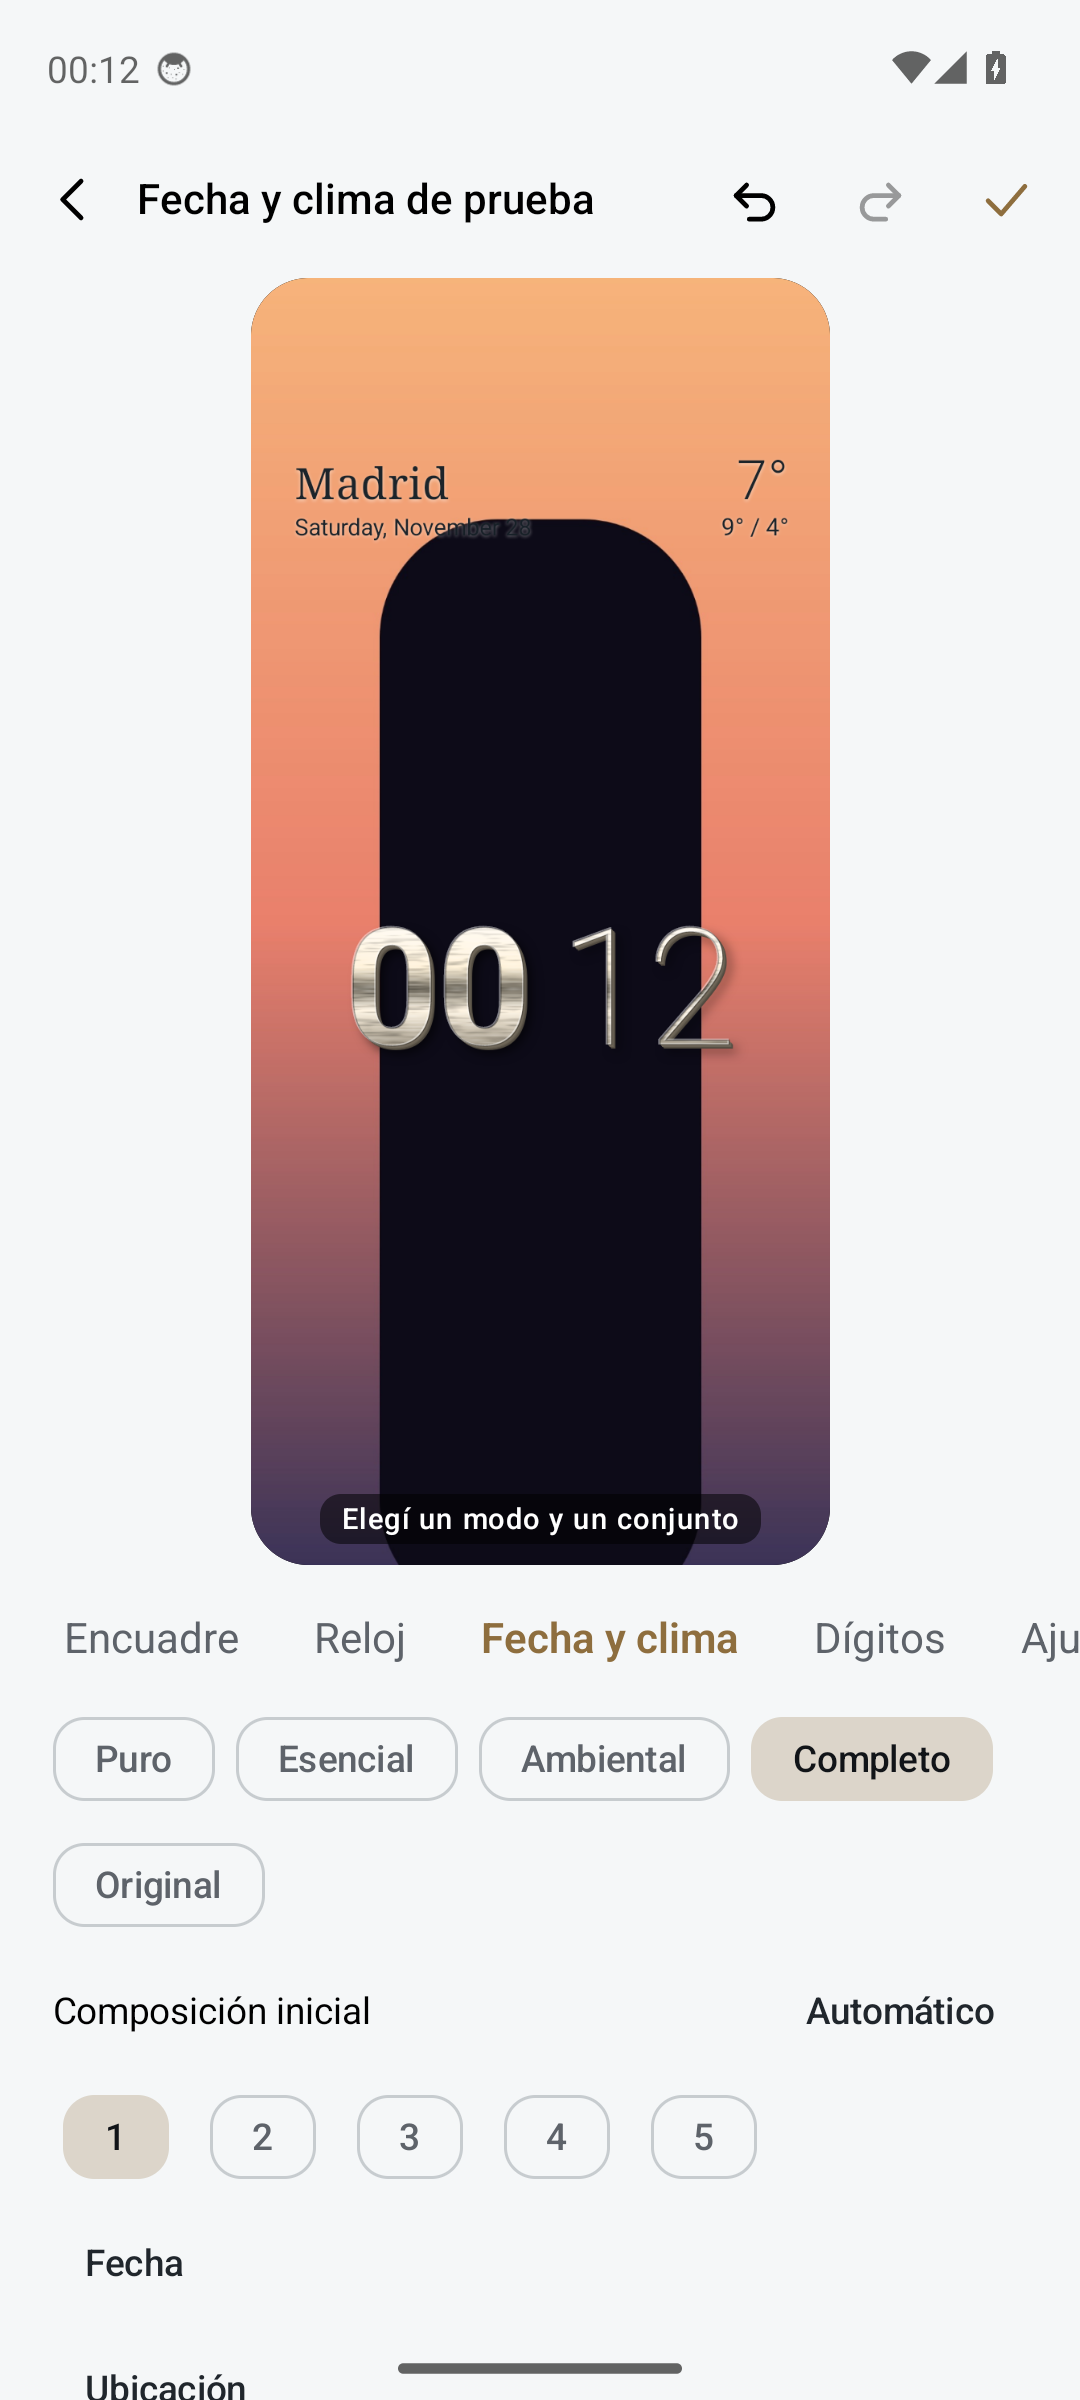 00:12
Fecha y clima de prueba
Madrid
7°
Saturday, November 28
9° / 4°
00 12
Elegí un modo y un conjunto
Encuadre Reloj Fecha y clima Dígitos Aju
Puro Esencial Ambiental Completo
Original
Composición inicial Automático
1 2 3 4 5
Fecha
Ubicación